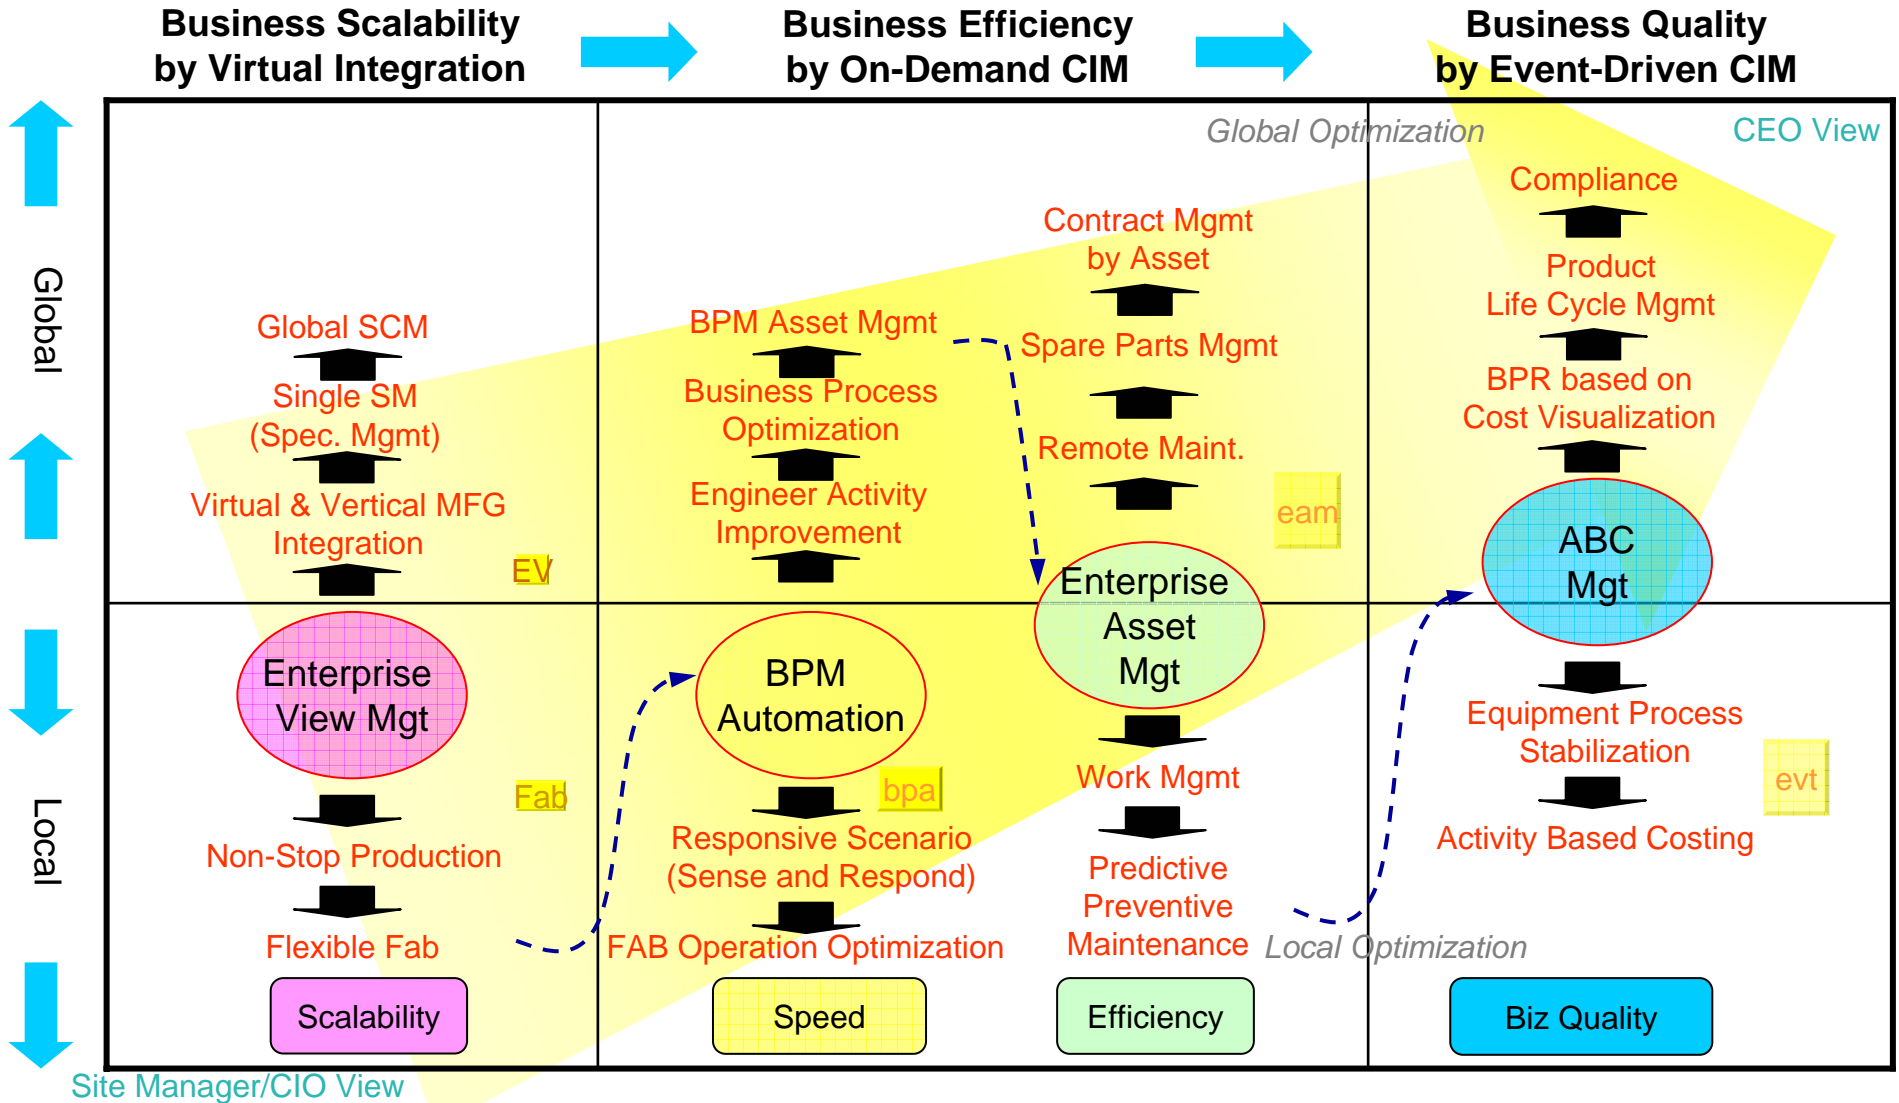 Business Scalability
by Virtual Integration
Business Efficiency
by On-Demand CIM
Business Quality
by Event-Driven CIM
Global Optimization
CEO View
Global
Local
Global SCM
Single SM
(Spec. Mgmt)
Virtual & Vertical MFG
Integration
EV
Enterprise
View Mgt
Fab
Non-Stop Production
Flexible Fab
Scalability
BPM Asset Mgmt
Business Process
Optimization
Engineer Activity
Improvement
BPM
Automation
bpa
Responsive Scenario
(Sense and Respond)
FAB Operation Optimization
Speed
Contract Mgmt
by Asset
Spare Parts Mgmt
Remote Maint.
eam
Enterprise
Asset
Mgt
Work Mgmt
Predictive
Preventive
Maintenance
Local Optimization
Efficiency
Compliance
Product
Life Cycle Mgmt
BPR based on
Cost Visualization
ABC
Mgt
Equipment Process
Stabilization
evt
Activity Based Costing
Biz Quality
Site Manager/CIO View